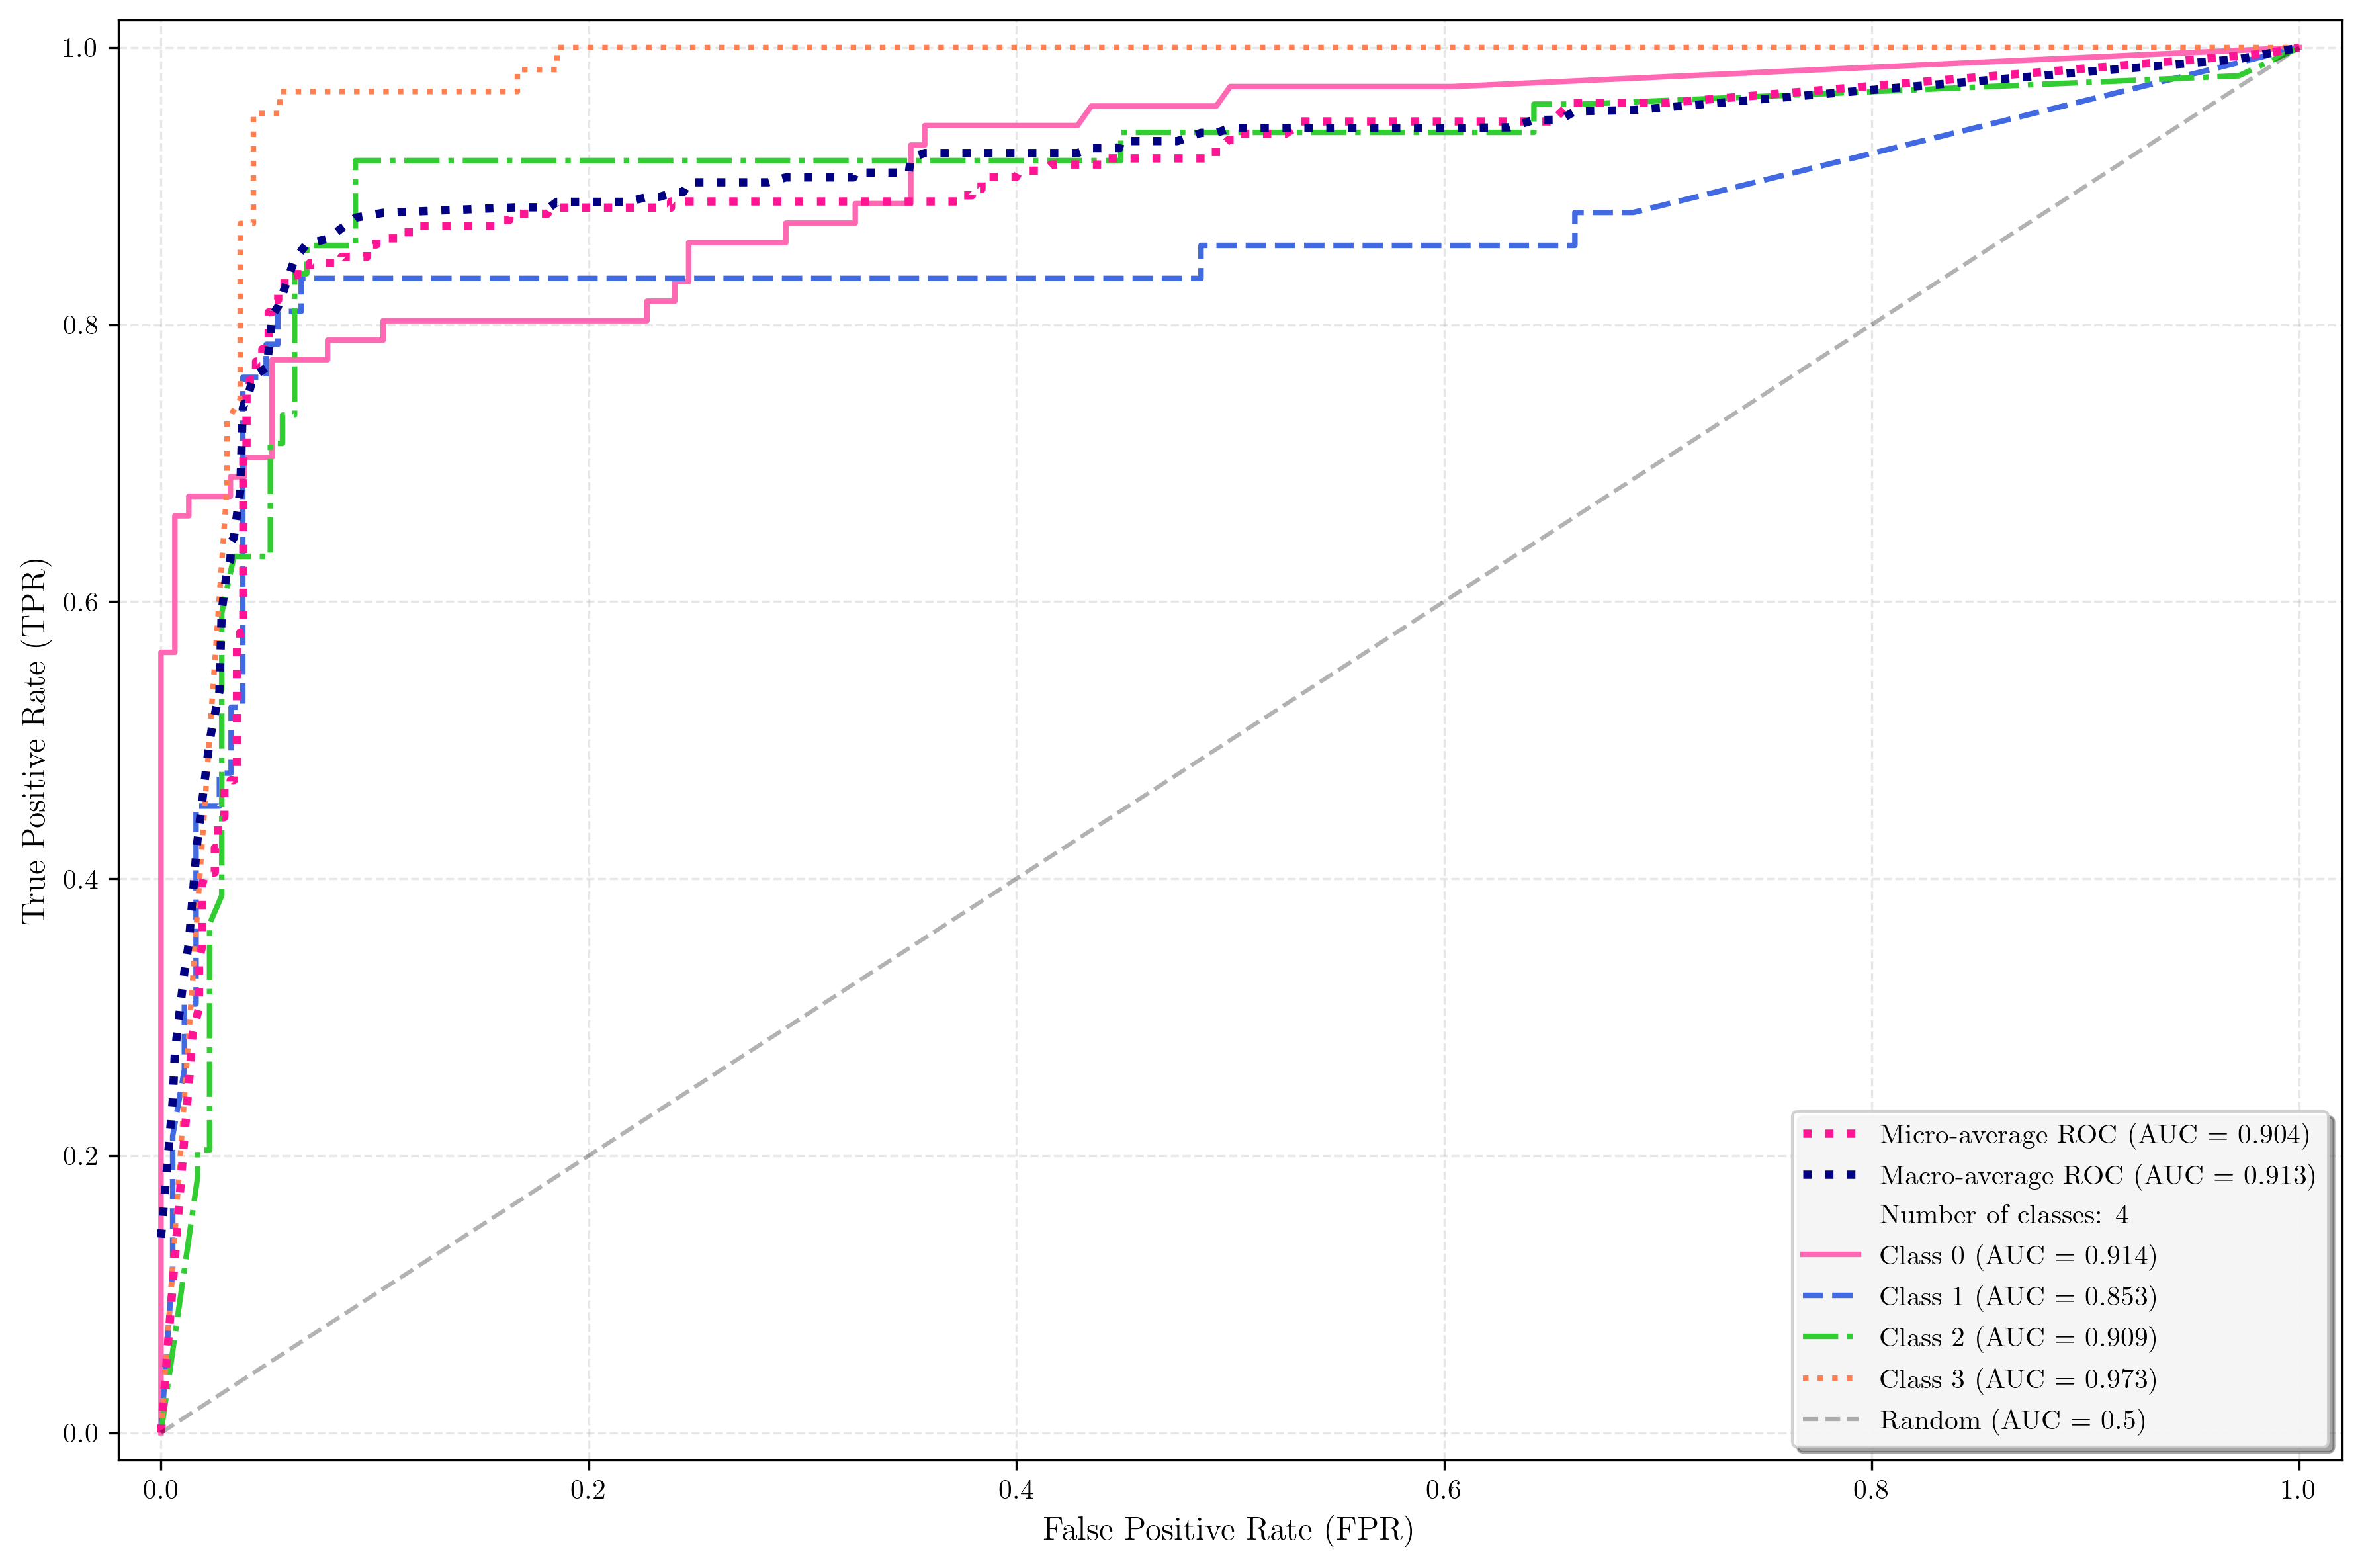 1.0
0.8
0.6
0.4
0.2
0.0
True Positive Rate (TPR)
Micro-average ROC (AUC = 0.904)
Macro-average ROC (AUC = 0.913)
Number of classes: 4
Class 0 (AUC = 0.914)
Class 1 (AUC = 0.853)
Class 2 (AUC = 0.909)
Class 3 (AUC = 0.973)
Random (AUC = 0.5)
0.0 0.2 0.4 0.6 0.8 1.0
False Positive Rate (FPR)